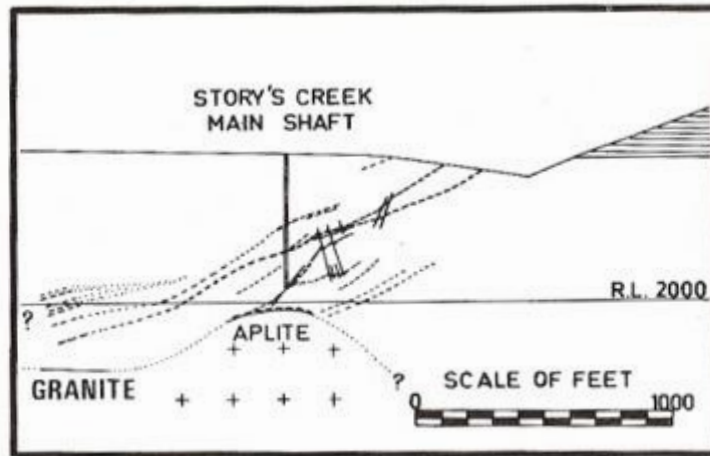 STORY'S CREEK
MAIN SHAFT
R.L. 2000
?
APLITE
GRANITE
?
SCALE OF FEET
0 1000